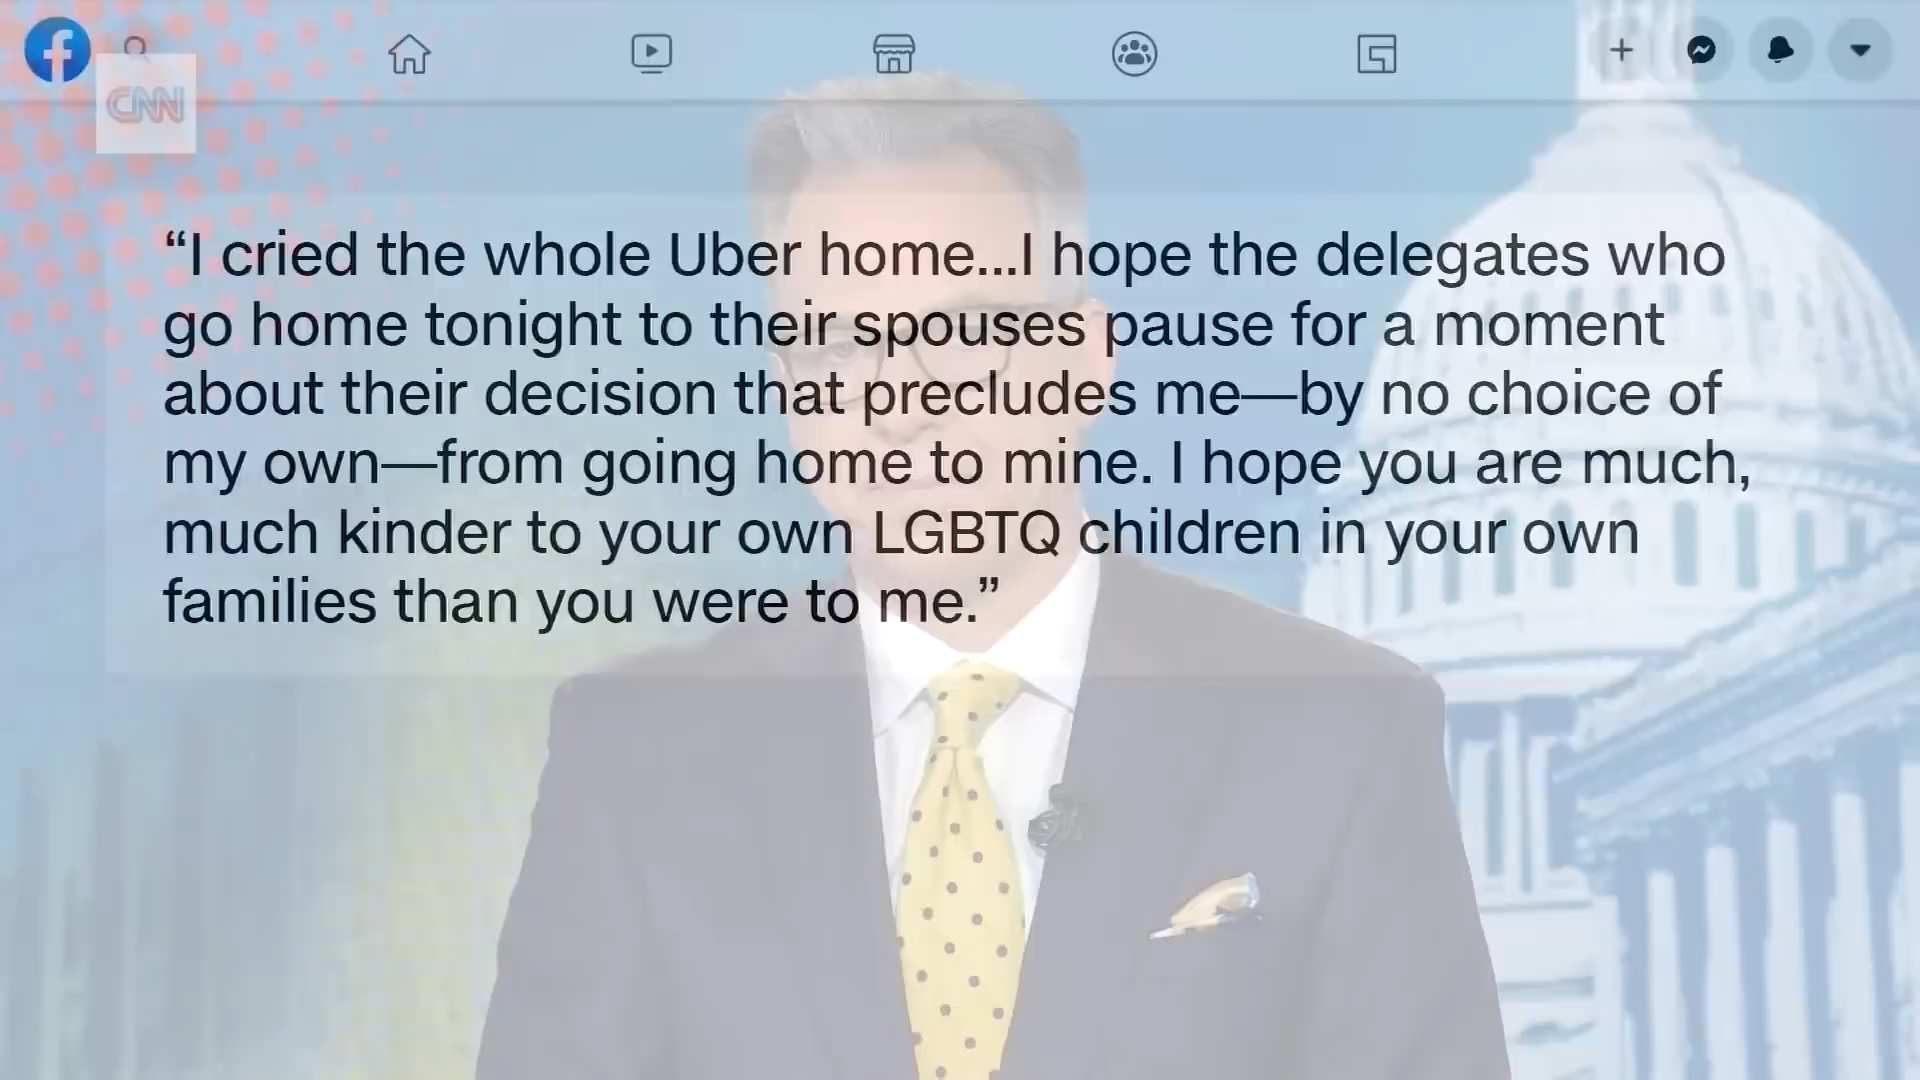 CNN
“I cried the whole Uber home...I hope the delegates who
go home tonight to their spouses pause for a moment
about their decision that precludes me—by no choice of
my own—from going home to mine. I hope you are much,
much kinder to your own LGBTQ children in your own
families than you were to me.”